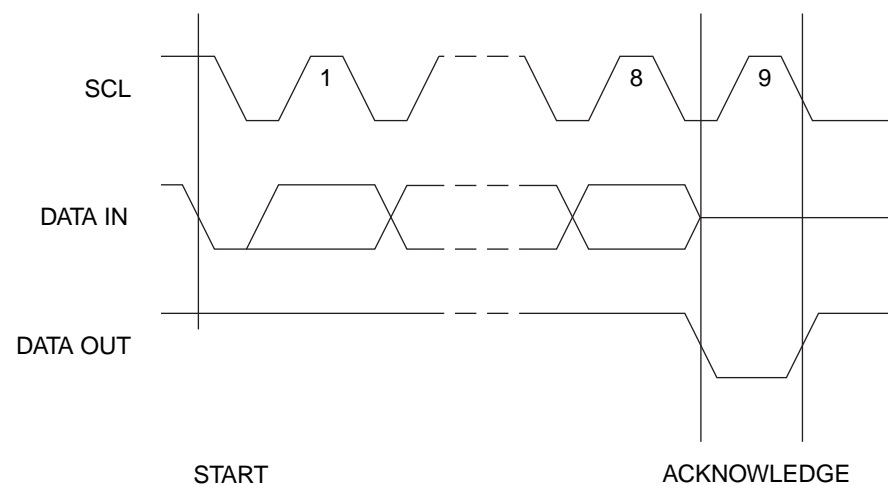 SCL
1
8
9
DATA IN
DATA OUT
START
ACKNOWLEDGE